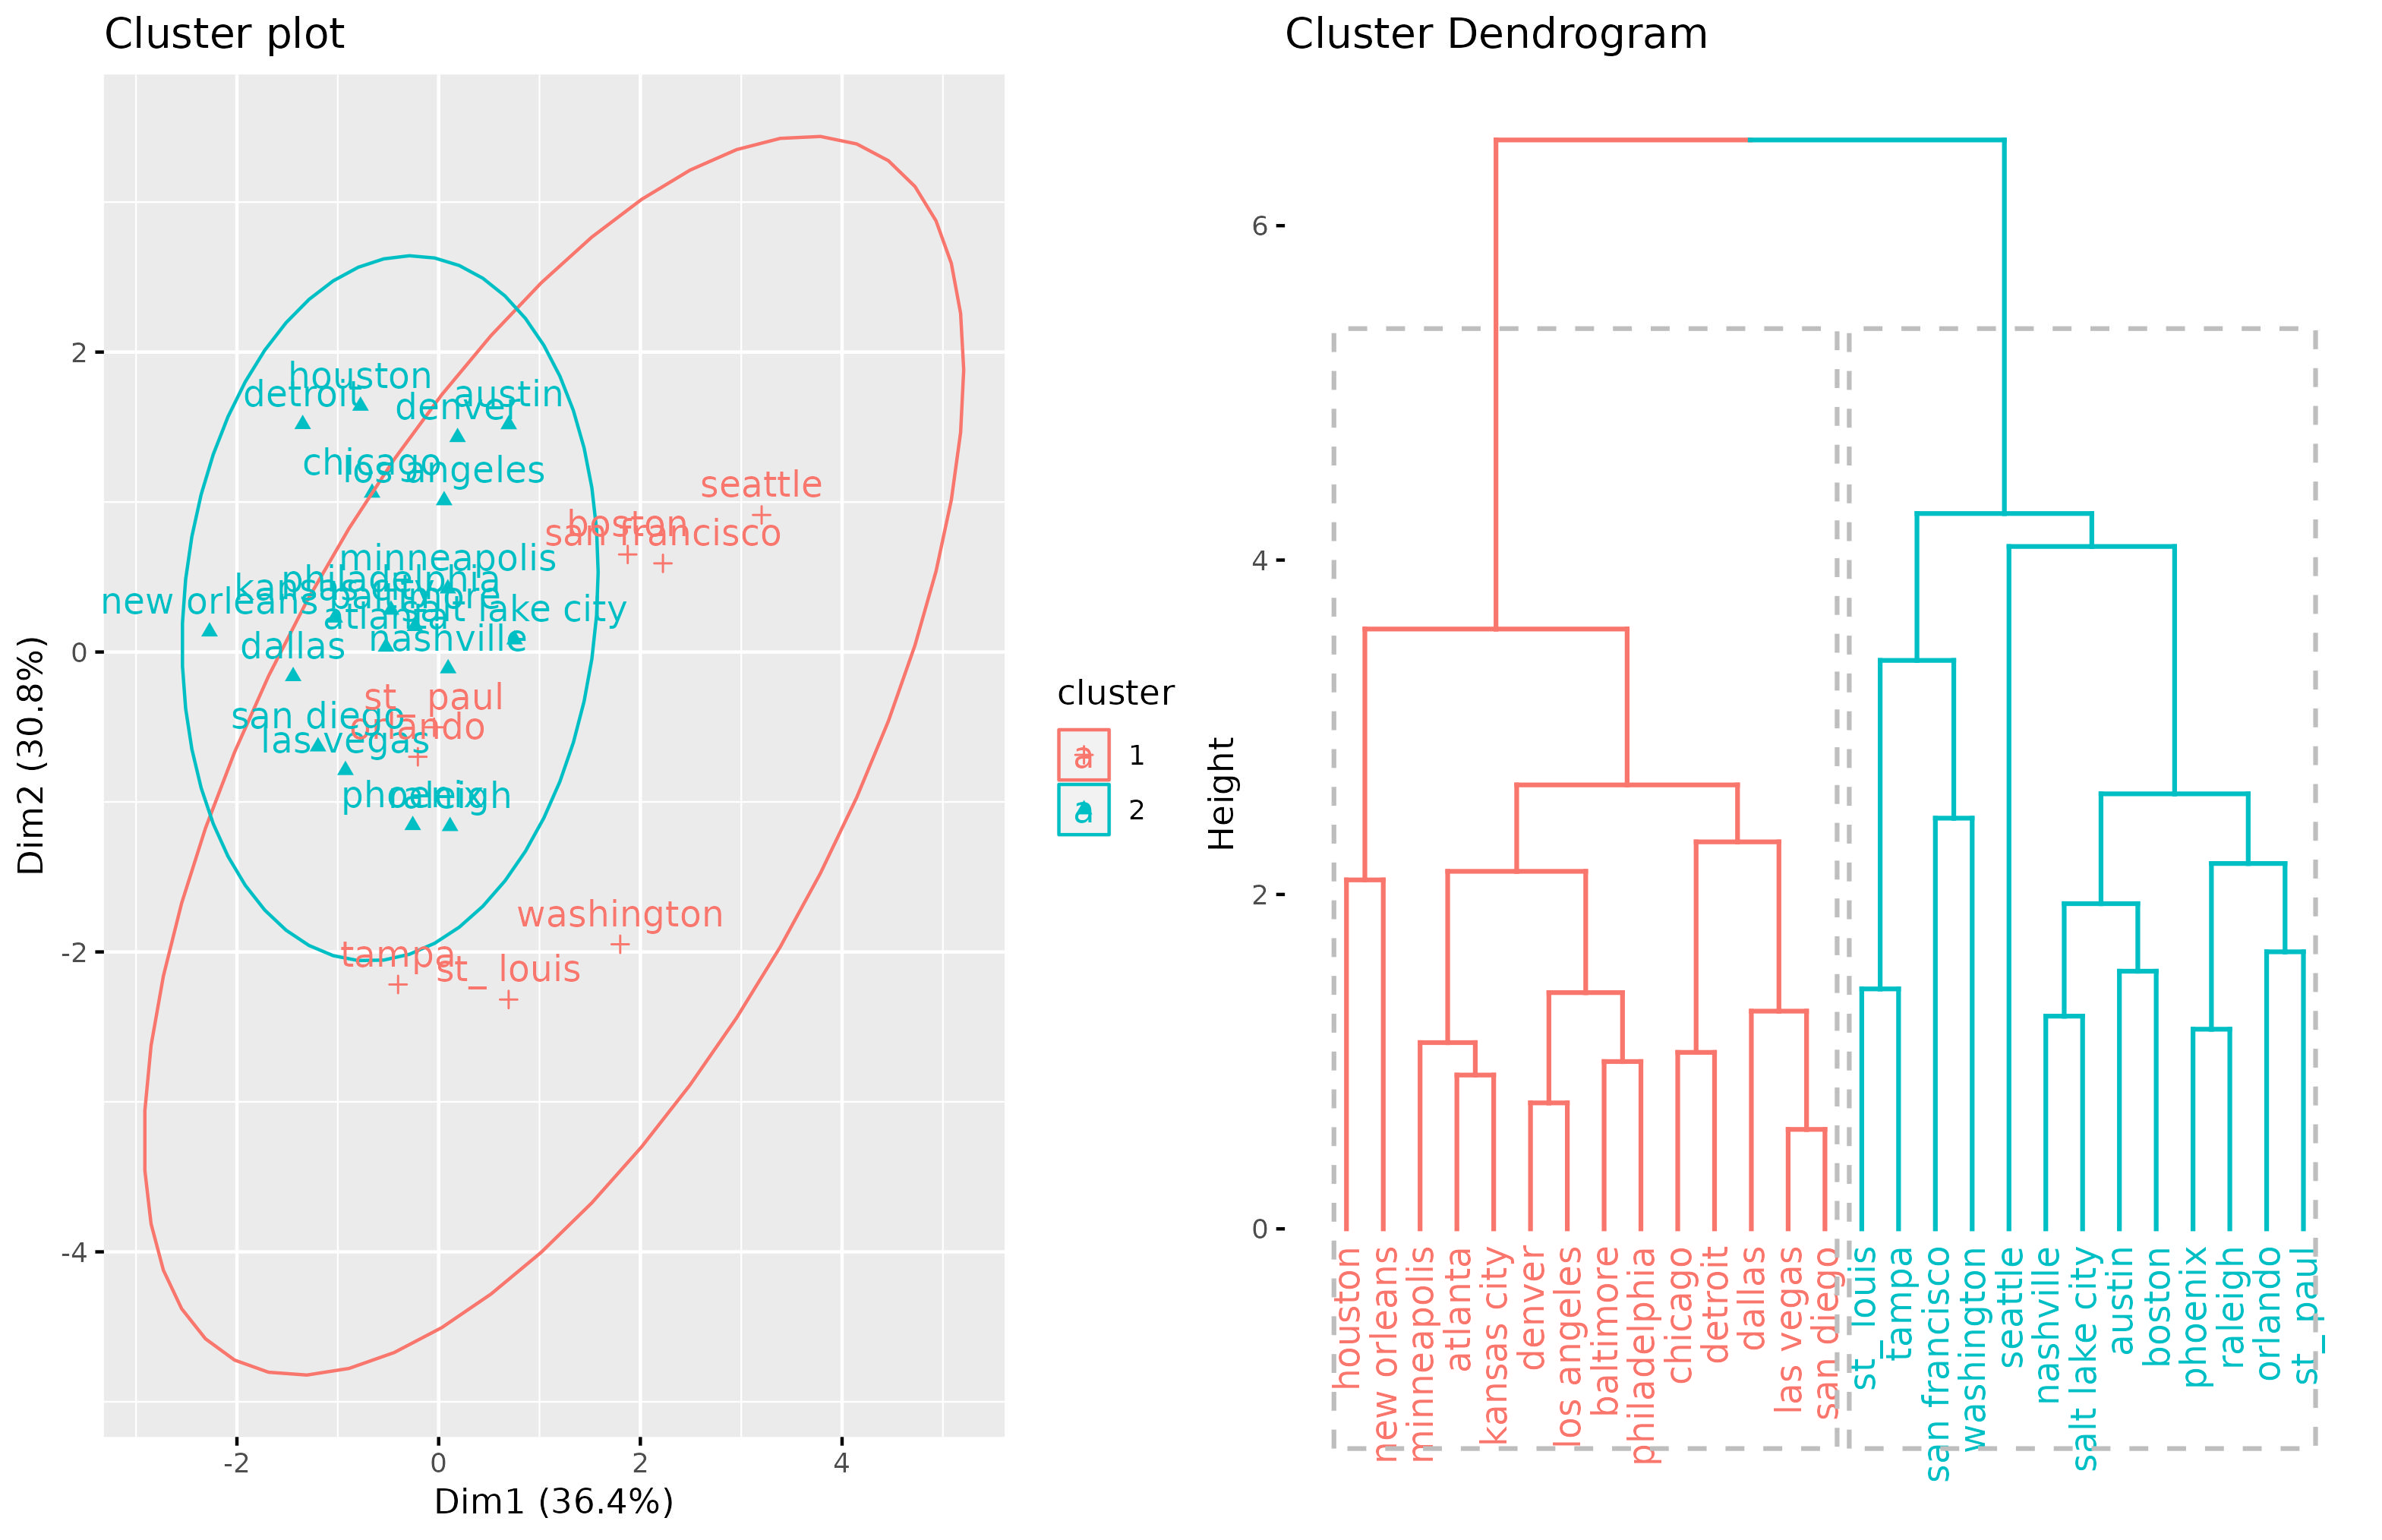 Cluster plot
houston
detroit
austin
denver
chicago
los angeles
seattle
boston
san francisco
minneapolis
philadelphia
kansas city
baltimore
new orleans
salt lake city
atlanta
nashville
dallas
st_ paul
san diego
orlando
las vegas
phoenix
raleigh
washington
tampa
st_ louis
2
0
-2
-4
-2
0
2
4
Dim1 (36.4%)
Dim2 (30.8%)
cluster
a 1
a 2
Cluster Dendrogram
Height
6
4
2
0
houston
new orleans
minneapolis
atlanta
kansas city
denver
los angeles
baltimore
philadelphia
chicago
detroit
dallas
las vegas
san diego
st_ louis
tampa
san francisco
washington
seattle
nashville
salt lake city
austin
boston
phoenix
raleigh
orlando
st_ paul